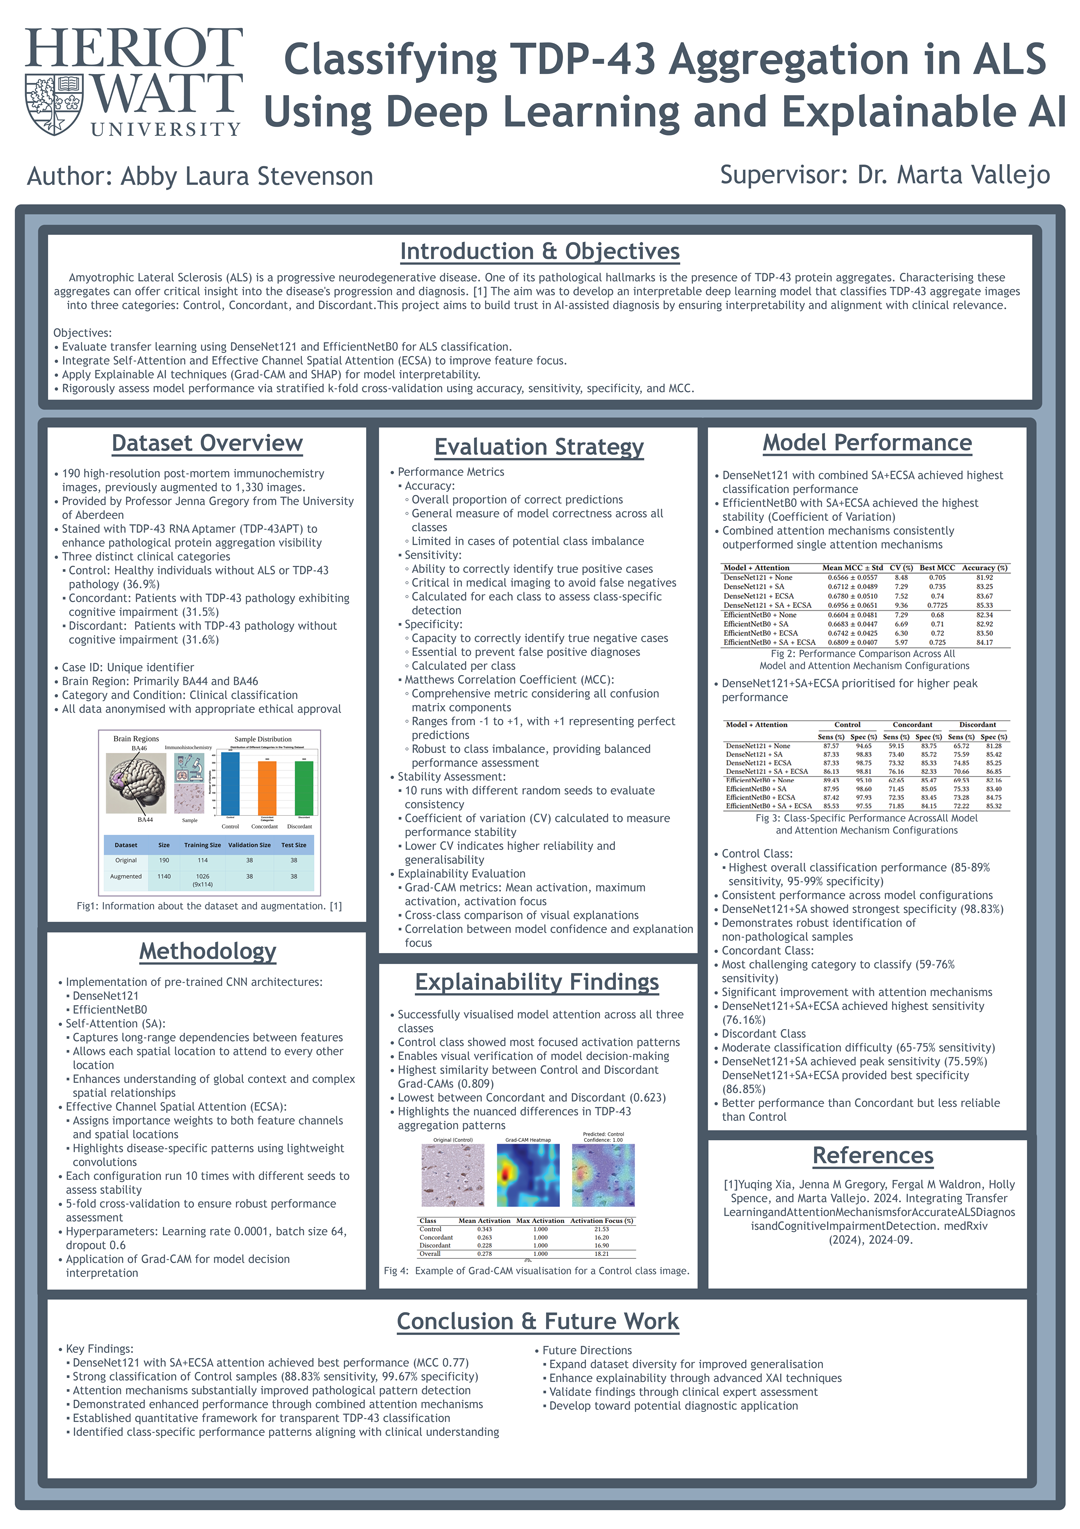 HERIOT
WATT
UNIVERSITY
Classifying TDP-43 Aggregation in ALS
Using Deep Learning and Explainable AI
Author: Abby Laura Stevenson
Supervisor: Dr. Marta Vallejo
Introduction & Objectives
Amyotrophic Lateral Sclerosis (ALS) is a progressive neurodegenerative disease. One of its pathological hallmarks is the presence of TDP-43 protein aggregates. Characterising these
aggregates can offer critical insight into the disease's progression and diagnosis. [1] The aim was to develop an interpretable deep learning model that classifies TDP-43 aggregate images
into three categories: Control, Concordant, and Discordant.This project aims to build trust in AI-assisted diagnosis by ensuring interpretability and alignment with clinical relevance.
Objectives:
• Evaluate transfer learning using DenseNet121 and EfficientNetB0 for ALS classification.
• Integrate Self-Attention and Effective Channel Spatial Attention (ECSA) to improve feature focus.
• Apply Explainable AI techniques (Grad-CAM and SHAP) for model interpretability.
• Rigorously assess model performance via stratified k-fold cross-validation using accuracy, sensitivity, specificity, and MCC.
Dataset Overview
• 190 high-resolution post-mortem immunochemistry
images, previously augmented to 1,330 images.
• Provided by Professor Jenna Gregory from The University
of Aberdeen
• Stained with TDP-43 RNA Aptamer (TDP-43APT) to
enhance pathological protein aggregation visibility
• Three distinct clinical categories
▪ Control: Healthy individuals without ALS or TDP-43
pathology (36.9%)
▪ Concordant: Patients with TDP-43 pathology exhibiting
cognitive impairment (31.5%)
▪ Discordant:  Patients with TDP-43 pathology without
cognitive impairment (31.6%)
• Case ID: Unique identifier
• Brain Region: Primarily BA44 and BA46
• Category and Condition: Clinical classification
• All data anonymised with appropriate ethical approval
Brain Regions
BA46
Immunobistochemistry
Sample Distribution
Distribution of Different Categories in the Training Dataset
BA44
Sample
Control Concordant Discordant
Dataset Size Training Size Validation Size Test Size
Original 190 114 38 38
Augmented 1140 1026 38 38
(9x114)
Fig1: Information about the dataset and augmentation. [1]
Methodology
• Implementation of pre-trained CNN architectures:
▪ DenseNet121
▪ EfficientNetB0
• Self-Attention (SA):
▪ Captures long-range dependencies between features
▪ Allows each spatial location to attend to every other
location
▪ Enhances understanding of global context and complex
spatial relationships
• Effective Channel Spatial Attention (ECSA):
▪ Assigns importance weights to both feature channels
and spatial locations
▪ Highlights disease-specific patterns using lightweight
convolutions
• Each configuration run 10 times with different seeds to
assess stability
• 5-fold cross-validation to ensure robust performance
assessment
• Hyperparameters: Learning rate 0.0001, batch size 64,
dropout 0.6
• Application of Grad-CAM for model decision
interpretation
Evaluation Strategy
• Performance Metrics
▪ Accuracy:
◦ Overall proportion of correct predictions
◦ General measure of model correctness across all
classes
◦ Limited in cases of potential class imbalance
▪ Sensitivity:
◦ Ability to correctly identify true positive cases
◦ Critical in medical imaging to avoid false negatives
◦ Calculated for each class to assess class-specific
detection
▪ Specificity:
◦ Capacity to correctly identify true negative cases
◦ Essential to prevent false positive diagnoses
◦ Calculated per class
▪ Matthews Correlation Coefficient (MCC):
◦ Comprehensive metric considering all confusion
matrix components
◦ Ranges from -1 to +1, with +1 representing perfect
predictions
◦ Robust to class imbalance, providing balanced
performance assessment
• Stability Assessment:
▪ 10 runs with different random seeds to evaluate
consistency
▪ Coefficient of variation (CV) calculated to measure
performance stability
▪ Lower CV indicates higher reliability and
generalisability
• Explainability Evaluation
▪ Grad-CAM metrics: Mean activation, maximum
activation, activation focus
▪ Cross-class comparison of visual explanations
▪ Correlation between model confidence and explanation
focus
Explainability Findings
• Successfully visualised model attention across all three
classes
• Control class showed most focused activation patterns
• Enables visual verification of model decision-making
• Highest similarity between Control and Discordant
Grad-CAMs (0.809)
• Lowest between Concordant and Discordant (0.623)
• Highlights the nuanced differences in TDP-43
aggregation patterns
Original (Control)
Grad-CAM Heatmap
Predicted: Control
Confidence: 1.00
Class Mean Activation Max Activation Activation Focus (%)
Control 0.343 1.000 21.53
Concordant 0.263 1.000 16.20
Discordant 0.228 1.000 16.90
Overall 0.278 1.000 18.21
Fig 4:  Example of Grad-CAM visualisation for a Control class image.
Model Performance
• DenseNet121 with combined SA+ECSA achieved highest
classification performance
• EfficientNetB0 with SA+ECSA achieved the highest
stability (Coefficient of Variation)
• Combined attention mechanisms consistently
outperformed single attention mechanisms
Model + Attention Mean MCC ± Std CV (%) Best MCC Accuracy (%)
DenseNet121 + None 0.6566 ± 0.0557 8.48 0.705 81.92
DenseNet121 + SA 0.6712 ± 0.0489 7.29 0.735 83.25
DenseNet121 + ECSA 0.6780 ± 0.0510 7.52 0.74 83.67
DenseNet121 + SA + ECSA 0.6956 ± 0.0651 9.36 0.7725 85.33
EfficientNetB0 + None 0.6604 ± 0.0481 7.29 0.68 82.34
EfficientNetB0 + SA 0.6683 ± 0.0447 6.69 0.71 82.92
EfficientNetB0 + ECSA 0.6742 ± 0.0425 6.30 0.72 83.50
EfficientNetB0 + SA + ECSA 0.6809 ± 0.0407 5.97 0.725 84.17
Fig 2: Performance Comparison Across All
Model and Attention Mechanism Configurations
• DenseNet121+SA+ECSA prioritised for higher peak
performance
Model + Attention Control Concordant Discordant
Sens (%) Spec (%) Sens (%) Spec (%) Sens (%) Spec (%)
DenseNet121 + None 87.57 94.65 59.15 83.75 65.72 81.28
DenseNet121 + SA 87.33 98.83 73.40 85.72 75.59 85.42
DenseNet121 + ECSA 87.33 98.75 73.32 85.33 74.85 85.25
DenseNet121 + SA + ECSA 86.13 98.81 76.16 82.33 70.66 86.85
EfficientNetB0 + None 89.43 95.10 62.65 85.47 69.53 82.16
EfficientNetB0 + SA 87.95 98.60 71.45 85.05 75.33 83.40
EfficientNetB0 + ECSA 87.42 97.93 72.35 83.45 73.28 84.75
EfficientNetB0 + SA + ECSA 85.53 97.55 71.85 84.15 72.22 85.32
Fig 3: Class-Specific Performance AcrossAll Model
and Attention Mechanism Configurations
• Control Class:
▪ Highest overall classification performance (85-89%
sensitivity, 95-99% specificity)
• Consistent performance across model configurations
• DenseNet121+SA showed strongest specificity (98.83%)
• Demonstrates robust identification of
non-pathological samples
• Concordant Class:
• Most challenging category to classify (59-76%
sensitivity)
• Significant improvement with attention mechanisms
• DenseNet121+SA+ECSA achieved highest sensitivity
(76.16%)
• Discordant Class
• Moderate classification difficulty (65-75% sensitivity)
• DenseNet121+SA achieved peak sensitivity (75.59%)
DenseNet121+SA+ECSA provided best specificity
(86.85%)
• Better performance than Concordant but less reliable
than Control
References
[1]Yuqing Xia, Jenna M Gregory, Fergal M Waldron, Holly
Spence, and Marta Vallejo. 2024. Integrating Transfer
LearningandAttentionMechanismsforAccurateALSDiagnos
isandCognitiveImpairmentDetection. medRxiv
(2024), 2024-09.
Conclusion & Future Work
• Key Findings:
▪ DenseNet121 with SA+ECSA attention achieved best performance (MCC 0.77)
▪ Strong classification of Control samples (88.83% sensitivity, 99.67% specificity)
▪ Attention mechanisms substantially improved pathological pattern detection
▪ Demonstrated enhanced performance through combined attention mechanisms
▪ Established quantitative framework for transparent TDP-43 classification
▪ Identified class-specific performance patterns aligning with clinical understanding
• Future Directions
▪ Expand dataset diversity for improved generalisation
▪ Enhance explainability through advanced XAI techniques
▪ Validate findings through clinical expert assessment
▪ Develop toward potential diagnostic application